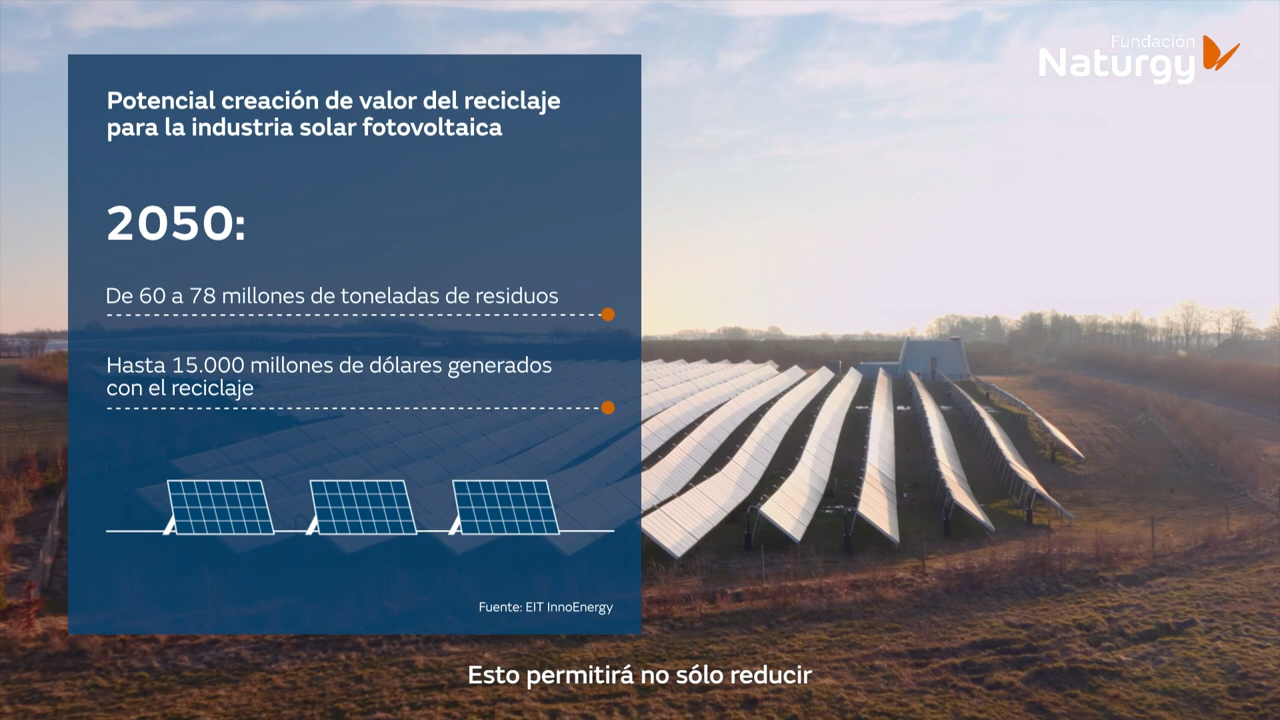 Fundación
Naturgy
Potencial creación de valor del reciclaje
para la industria solar fotovoltaica
2050:
De 60 a 78 millones de toneladas de residuos
Hasta 15.000 millones de dólares generados
con el reciclaje
Fuente: EIT InnoEnergy
Esto permitirá no sólo reducir